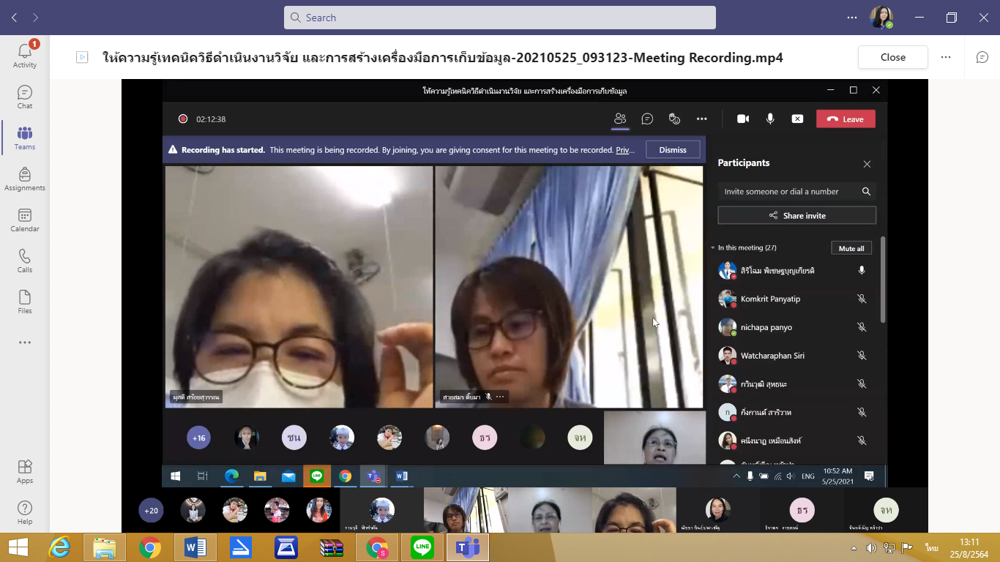 Search
1
Activity
Chat
Teams
Assignments
Calendar
Calls
Files
Apps
Help
ให้ความรู้เทคนิควิธีดำเนินงานวิจัย และการสร้างเครื่องมือการเก็บข้อมูล-20210525_093123-Meeting Recording.mp4
Close
ให้ความรู้เทคนิควิธีดำเนินงานวิจัย และการสร้างเครื่องมือการเก็บข้อมูล
02:12:38
Leave
Recording has started. This meeting is being recorded. By joining, you are giving consent for this meeting to be recorded. Priv...
Dismiss
Participants
Invite someone or dial a number
Share invite
In this meeting (27)
Mute all
สิริโฉม พิเชษฐบุญเกียรติ
Komkrit Panyatip
nichapa panyo
Watcharaphan Siri
กวินวุฒิ สุทธนะ
ก
กิ่งกานต์ สาริวาท
คนึงนาฏ เหมือนสิงห์
ผุสดี สร้อยสุวรรณ
สายสมร ติ๊บมา
+16
ชน
ธร
จห
10:52 AM
ENG
5/25/2021
+20
ธร
จห
ไทย
13:11
25/8/2564